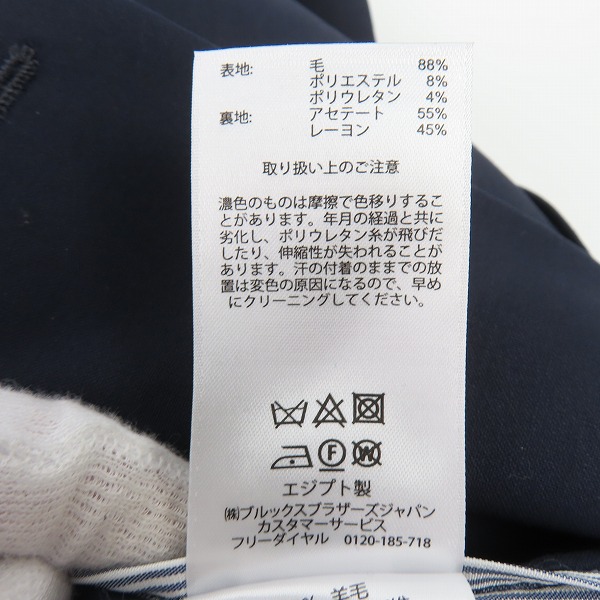 表地: 毛 88%
ポリエステル 8%
ポリウレタン 4%
裏地: アセテート 55%
レーヨン 45%
取り扱い上のご注意
濃色のものは摩擦で色移りするこ
とがあります。年月の経過と共に
劣化し、ポリウレタン糸が飛びだ
したり、伸縮性が失われることが
あります。汗の付着のままでの放
置は変色の原因になるので、早め
にクリーニングしてください。
F W
エジプト製
㈱ブルックスブラザーズジャパン
カスタマーサービス
フリーダイヤル 0120-185-718
羊毛